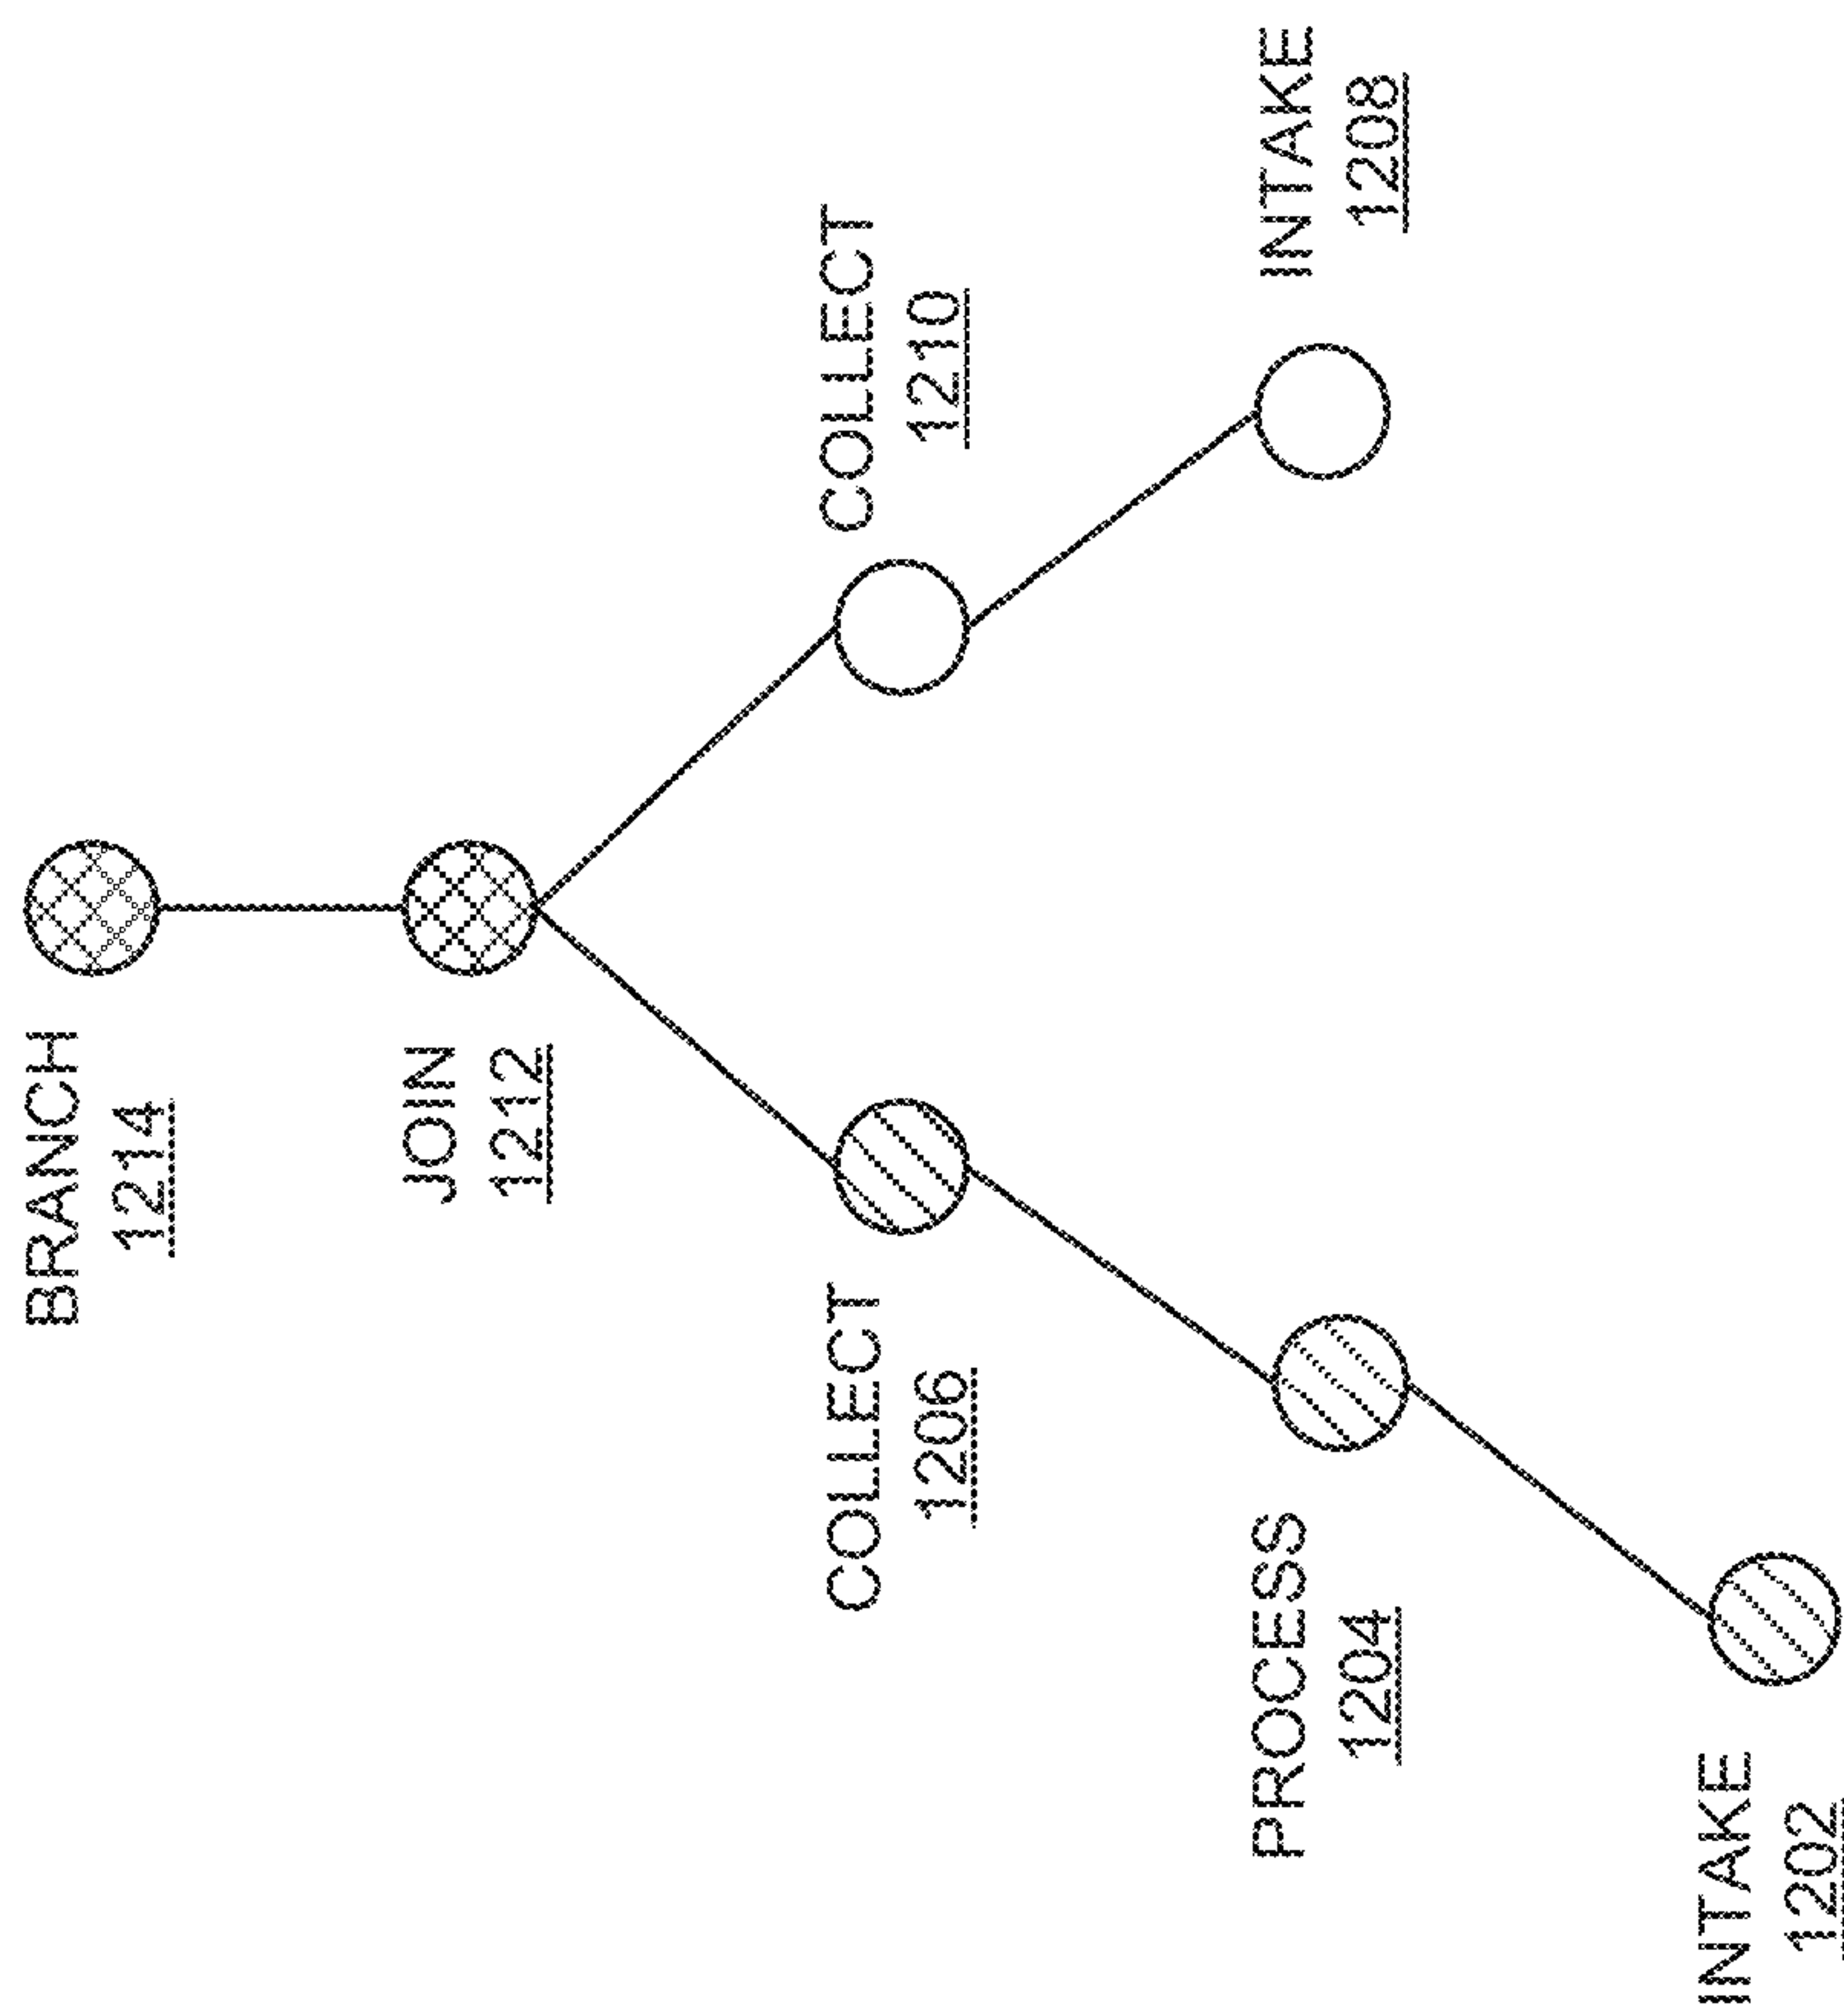 BRANCH
1214
JOIN
1212
COLLECT
1206
COLLECT
1210
PROCESS
1204
INTAKE
1208
INTAKE
1202